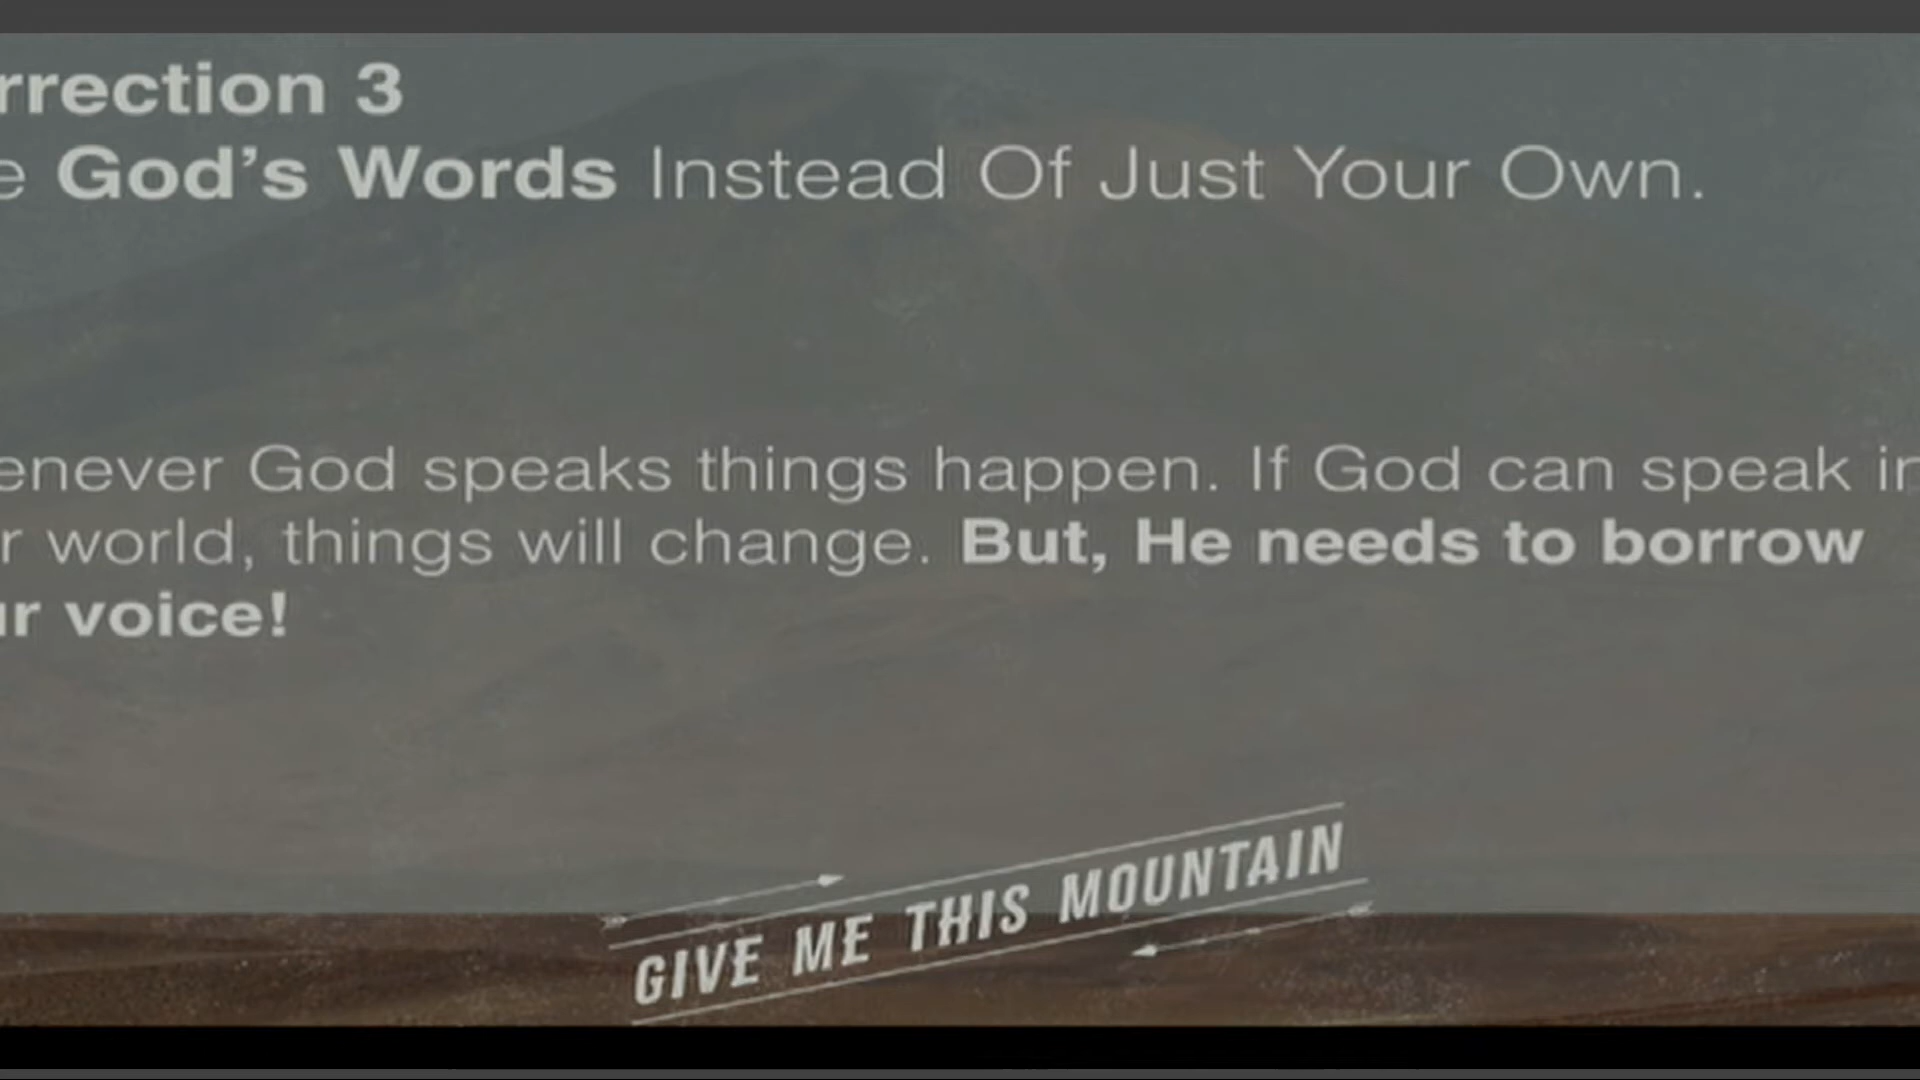 rrection 3
e God's Words Instead Of Just Your Own.
enever God speaks things happen. If God can speak in
r world, things will change. But, He needs to borrow
ur voice!
GIVE ME THIS MOUNTAIN